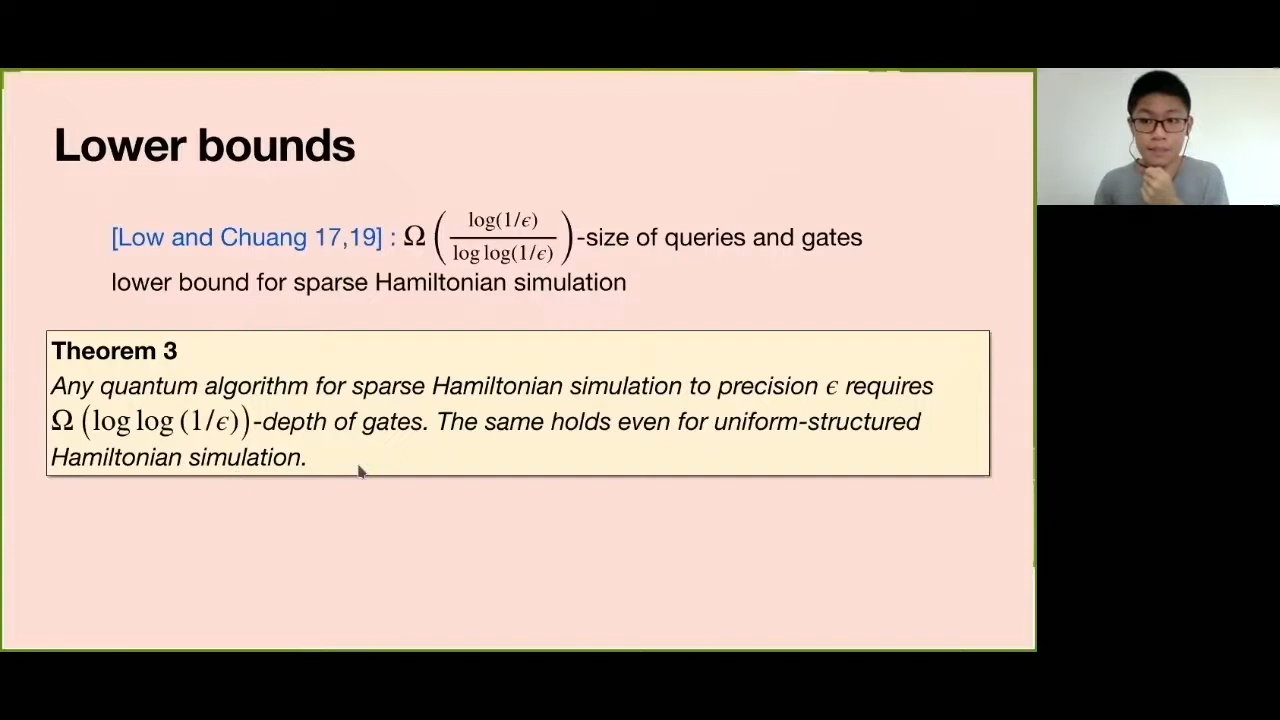 Lower bounds
[Low and Chuang 17,19] : Ω ( log(1/ϵ) / log log(1/ϵ) )-size of queries and gates
lower bound for sparse Hamiltonian simulation
Theorem 3
Any quantum algorithm for sparse Hamiltonian simulation to precision ϵ requires
Ω (log log (1/ϵ))-depth of gates. The same holds even for uniform-structured
Hamiltonian simulation.